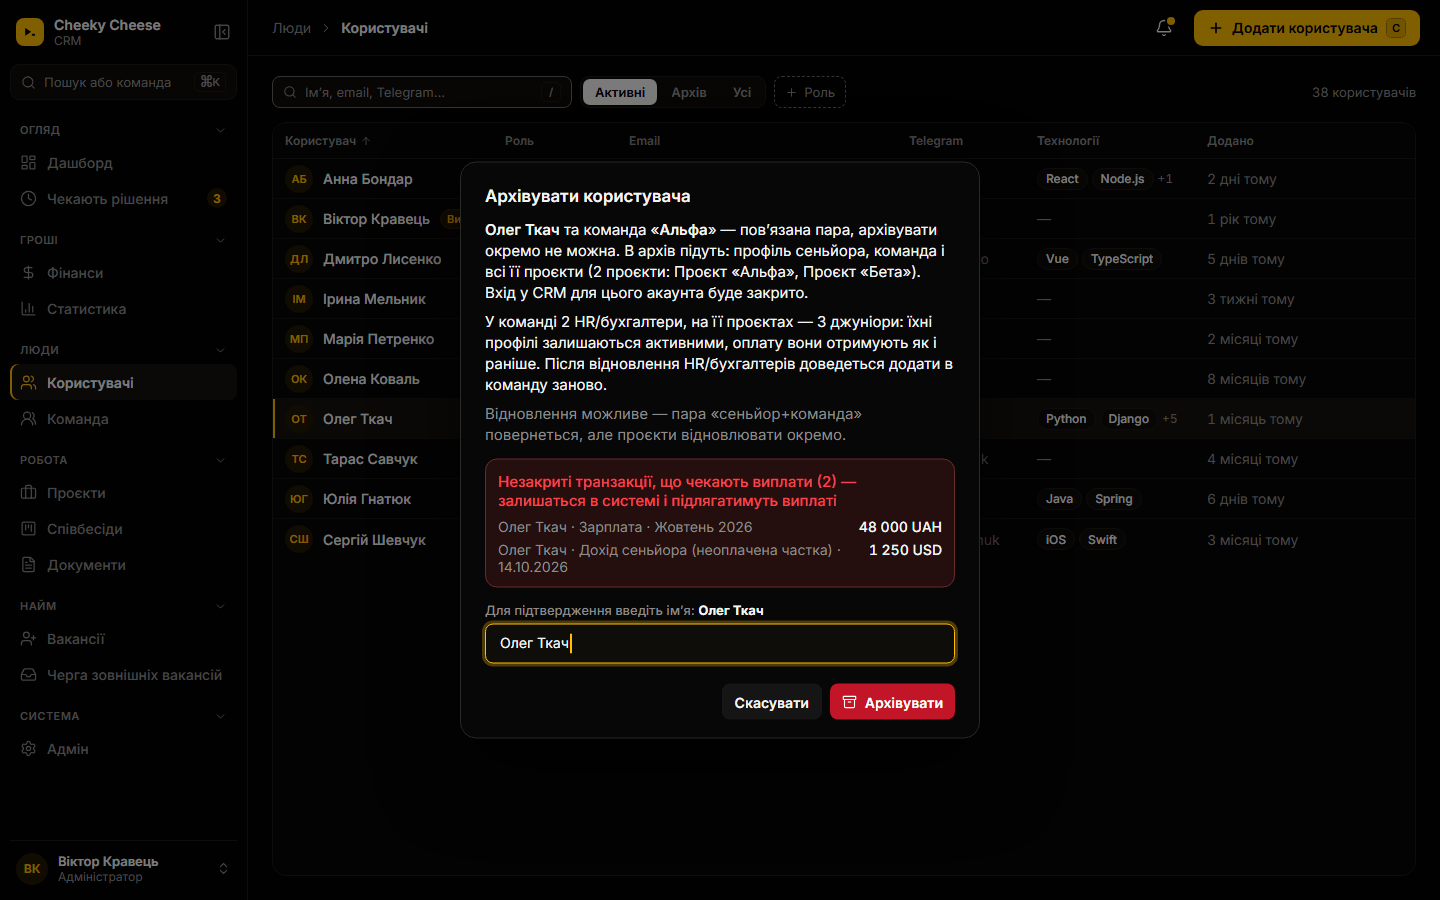 Cheeky Cheese
CRM
Пошук або команда ⌘K
ОГЛЯД
Дашборд
Чекають рішення 3
ГРОШІ
Фінанси
Статистика
ЛЮДИ
Користувачі
Команда
РОБОТА
Проєкти
Співбесіди
Документи
НАЙМ
Вакансії
Черга зовнішніх вакансій
СИСТЕМА
Адмін
ВК Віктор Кравець
Адміністратор
Люди > Користувачі
+ Додати користувача C
Ім’я, email, Telegram... /
Активні Архів Усі + Роль
38 користувачів
Користувач ↑ Роль Email Telegram Технології Додано
АБ Анна Бондар React Node.js +1 2 дні тому
ВК Віктор Кравець Ви — 1 рік тому
ДЛ Дмитро Лисенко o Vue TypeScript 5 днів тому
ІМ Ірина Мельник — 3 тижні тому
МП Марія Петренко — 2 місяці тому
ОК Олена Коваль — 8 місяців тому
ОТ Олег Ткач Python Django +5 1 місяць тому
ТС Тарас Савчук k — 4 місяці тому
ЮГ Юлія Гнатюк Java Spring 6 днів тому
СШ Сергій Шевчук nuk iOS Swift 3 місяці тому
Архівувати користувача
Олег Ткач та команда «Альфа» — пов’язана пара, архівувати
окремо не можна. В архів підуть: профіль сеньйора, команда і
всі її проєкти (2 проєкти: Проєкт «Альфа», Проєкт «Бета»).
Вхід у CRM для цього акаунта буде закрито.
У команді 2 HR/бухгалтери, на її проєктах — 3 джуніори: їхні
профілі залишаються активними, оплату вони отримують як і
раніше. Після відновлення HR/бухгалтерів доведеться додати в
команду заново.
Відновлення можливе — пара «сеньйор+команда»
повернеться, але проєкти відновлювати окремо.
Незакриті транзакції, що чекають виплати (2) —
залишаться в системі і підлягатимуть виплаті
Олег Ткач · Зарплата · Жовтень 2026 48 000 UAH
Олег Ткач · Дохід сеньйора (неоплачена частка) · 1 250 USD
14.10.2026
Для підтвердження введіть ім’я: Олег Ткач
Олег Ткач
Скасувати Архівувати